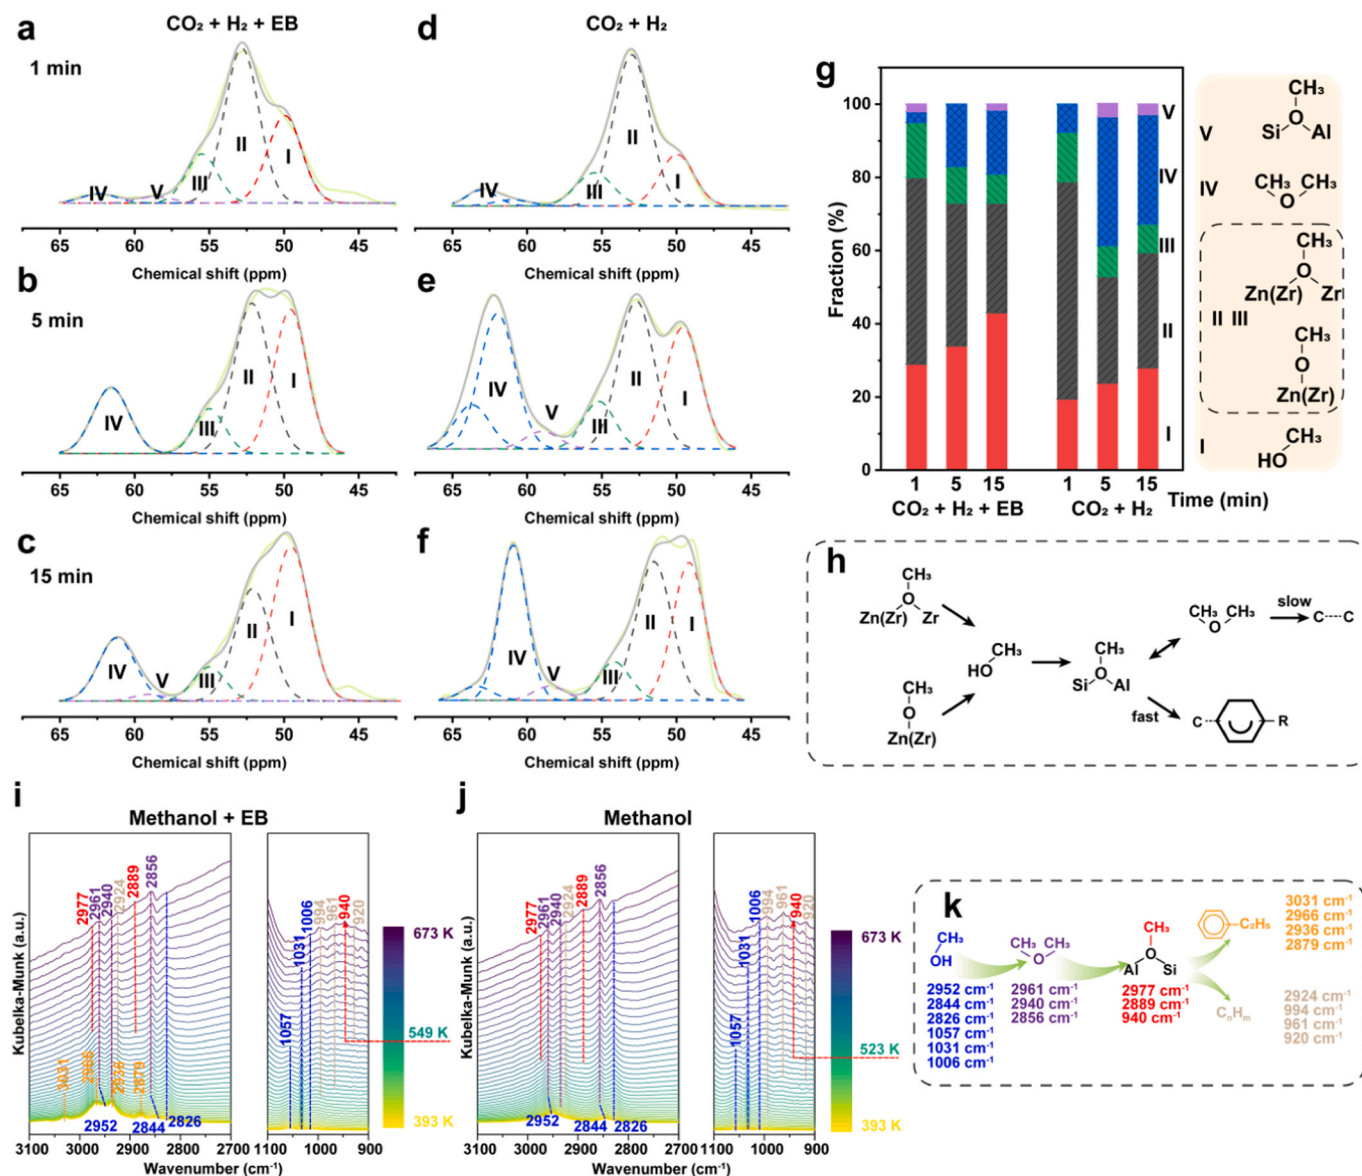 a
CO₂ + H₂ + EB
1 min
I
II
III
IV
V
65 60 55 50 45
Chemical shift (ppm)
b
5 min
I
II
III
IV
65 60 55 50 45
Chemical shift (ppm)
c
15 min
I
II
III
IV
V
65 60 55 50 45
Chemical shift (ppm)
d
CO₂ + H₂
I
II
III
IV
65 60 55 50 45
Chemical shift (ppm)
e
I
II
III
IV
V
65 60 55 50 45
Chemical shift (ppm)
f
I
II
III
IV
V
65 60 55 50 45
Chemical shift (ppm)
g
Fraction (%)
100
80
60
40
20
0
V
IV
III
II
I
1 5 15 1 5 15
CO₂ + H₂ + EB CO₂ + H₂
Time (min)
V
CH₃
O
Si Al
IV
CH₃ CH₃
O
II III
CH₃
O
Zn(Zr) Zr
CH₃
O
Zn(Zr)
I
CH₃
HO
h
CH₃
O
Zn(Zr) Zr
CH₃
O
Zn(Zr)
CH₃
HO
CH₃
O
Si Al
CH₃ CH₃
O
slow
C----C
fast
C R
i
Methanol + EB
Kubelka-Munk (a.u.)
2977
2961
2940
2924
2889
2856
3031
2966
2936
2879
2952
2844
2826
3100 3000 2900 2800 2700
1057
1031
1006
994
961
940
920
1100 1000 900
Wavenumber (cm⁻¹)
673 K
549 K
393 K
j
Methanol
Kubelka-Munk (a.u.)
2977
2961
2940
2924
2889
2856
2952
2844
2826
3100 3000 2900 2800 2700
1057
1031
1006
994
961
940
920
1100 1000 900
Wavenumber (cm⁻¹)
673 K
523 K
393 K
k
CH₃
OH
2952 cm⁻¹
2844 cm⁻¹
2826 cm⁻¹
1057 cm⁻¹
1031 cm⁻¹
1006 cm⁻¹
CH₃ CH₃
O
2961 cm⁻¹
2940 cm⁻¹
2856 cm⁻¹
CH₃
O
Al Si
2977 cm⁻¹
2889 cm⁻¹
940 cm⁻¹
C₂H₅
3031 cm⁻¹
2966 cm⁻¹
2936 cm⁻¹
2879 cm⁻¹
CₙHₘ
2924 cm⁻¹
994 cm⁻¹
961 cm⁻¹
920 cm⁻¹